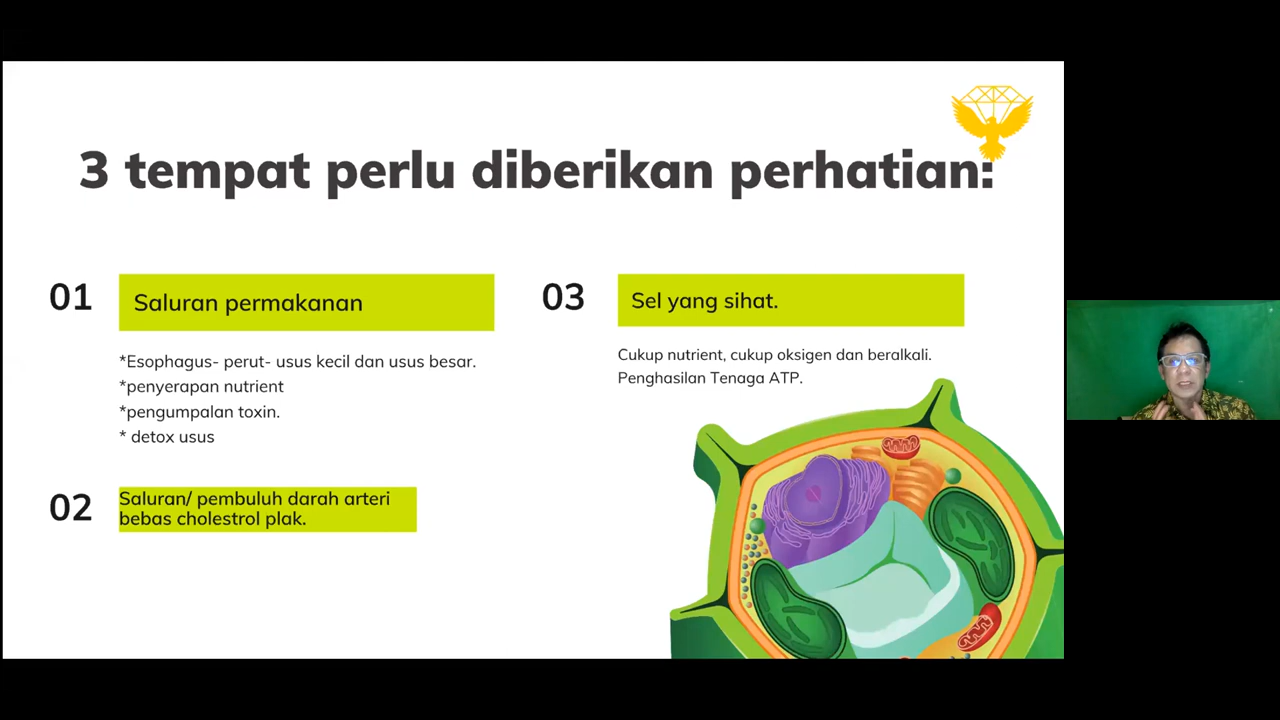 3 tempat perlu diberikan perhatian:
01
Saluran permakanan
*Esophagus- perut- usus kecil dan usus besar.
*penyerapan nutrient
*pengumpalan toxin.
* detox usus
02
Saluran/ pembuluh darah arteri
bebas cholestrol plak.
03
Sel yang sihat.
Cukup nutrient, cukup oksigen dan beralkali.
Penghasilan Tenaga ATP.